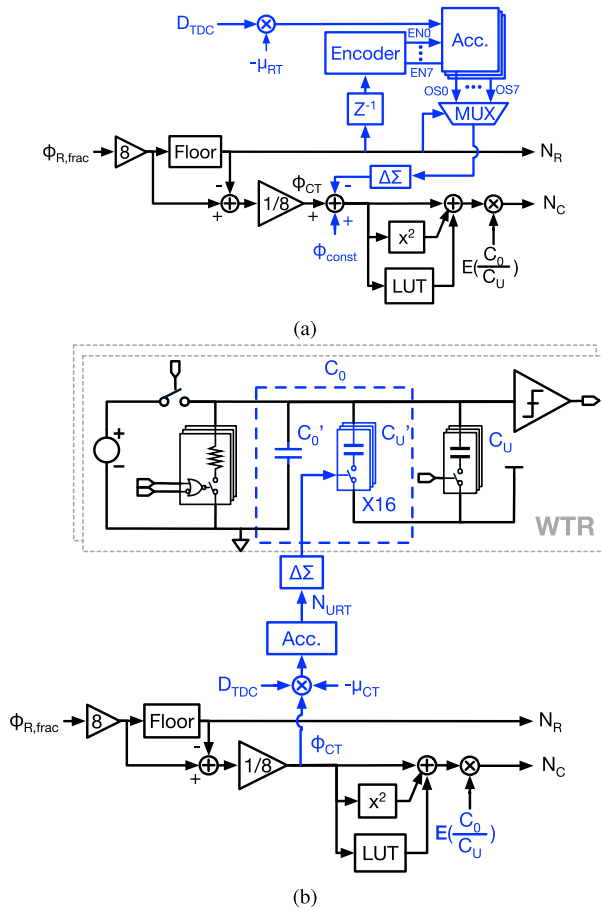 D_TDC
-μ_RT
Encoder
EN0
EN7
Acc.
OS0
OS7
Z⁻¹
MUX
Φ_R,frac
8
Floor
N_R
ΔΣ
-
-
+
1/8
Φ_CT
+
+
N_C
Φ_const
x²
LUT
E(C_0/C_U)
(a)
C_0
+
-
C_0'
C_U'
C_U
X16
WTR
ΔΣ
N_URT
Acc.
D_TDC
-μ_CT
Φ_R,frac
8
Floor
N_R
-
Φ_CT
+
1/8
N_C
x²
LUT
E(C_0/C_U)
(b)